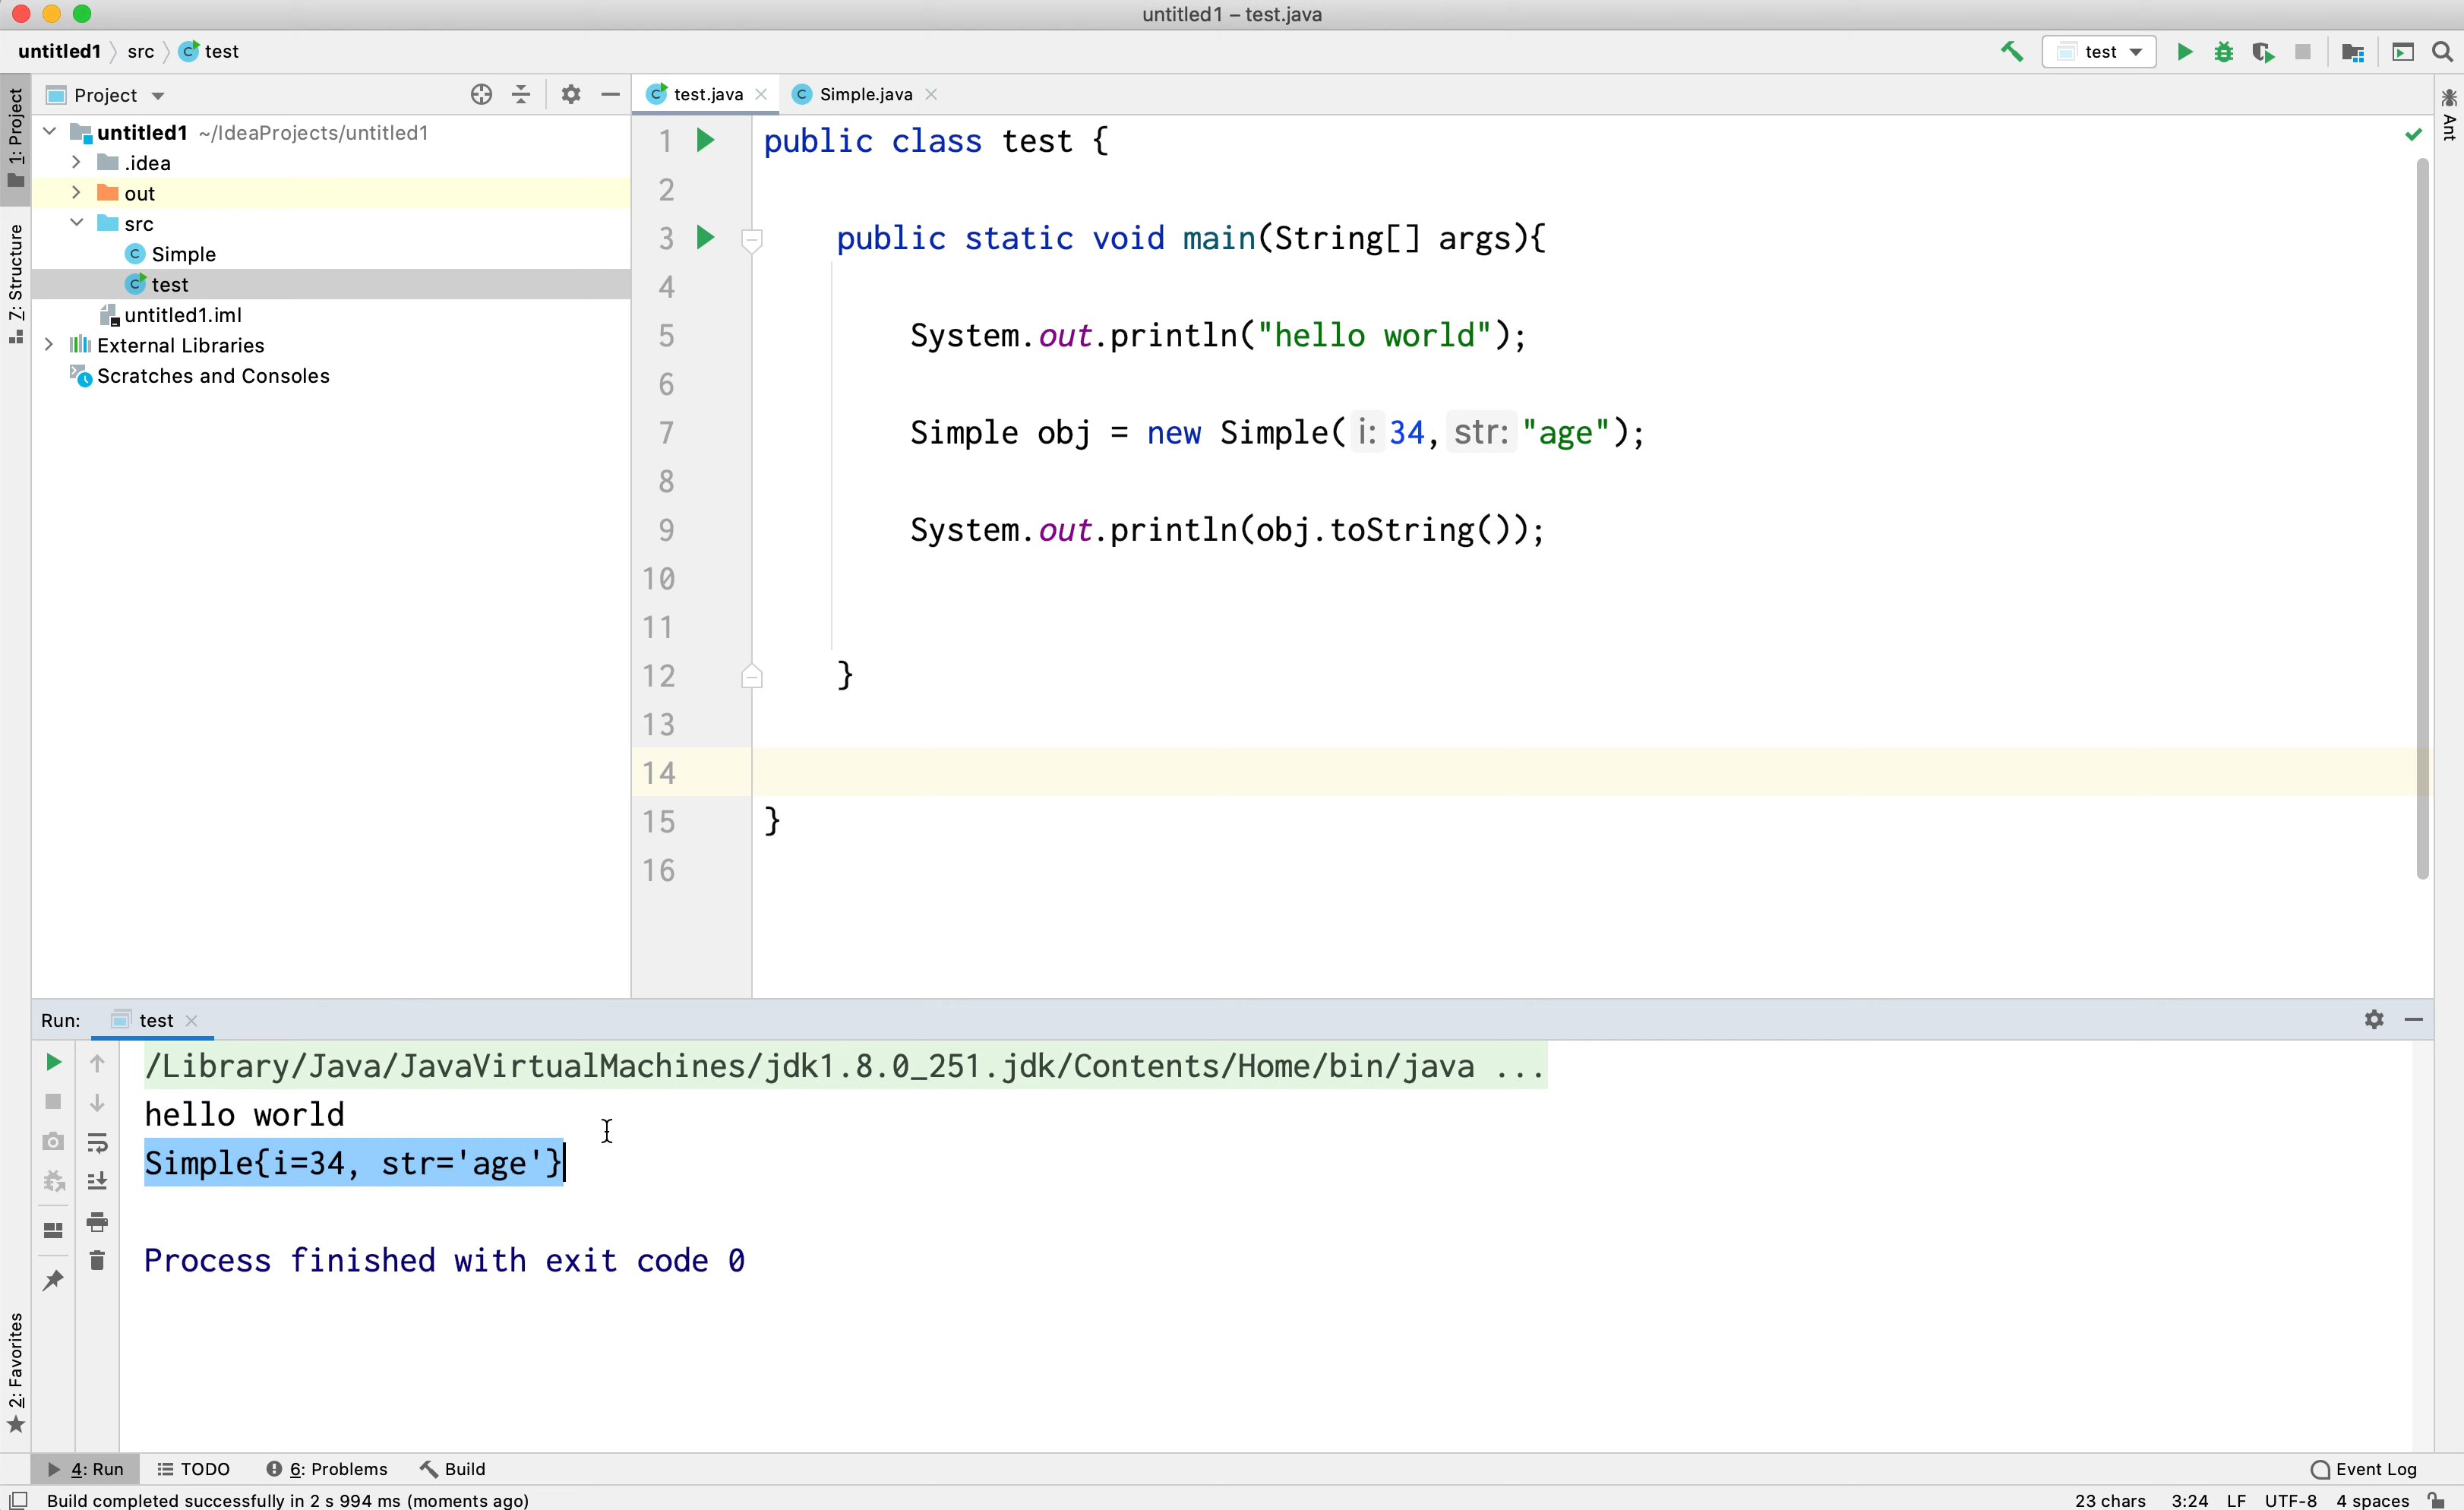 untitled1 – test.java
untitled1 src test
test
1: Project
Project
test.java
Simple.java
Ant
untitled1 ~/IdeaProjects/untitled1
.idea
out
src
Simple
test
untitled1.iml
External Libraries
Scratches and Consoles
7: Structure
1 public class test {
2
3 public static void main(String[] args){
4
5 System.out.println("hello world");
6
7 Simple obj = new Simple( i: 34, str: "age");
8
9 System.out.println(obj.toString());
10
11
12 }
13
14
15 }
16
Run: test
/Library/Java/JavaVirtualMachines/jdk1.8.0_251.jdk/Contents/Home/bin/java ...
hello world
Simple{i=34, str='age'}
Process finished with exit code 0
2: Favorites
4: Run TODO 6: Problems Build Event Log
Build completed successfully in 2 s 994 ms (moments ago) 23 chars 3:24 LF UTF-8 4 spaces